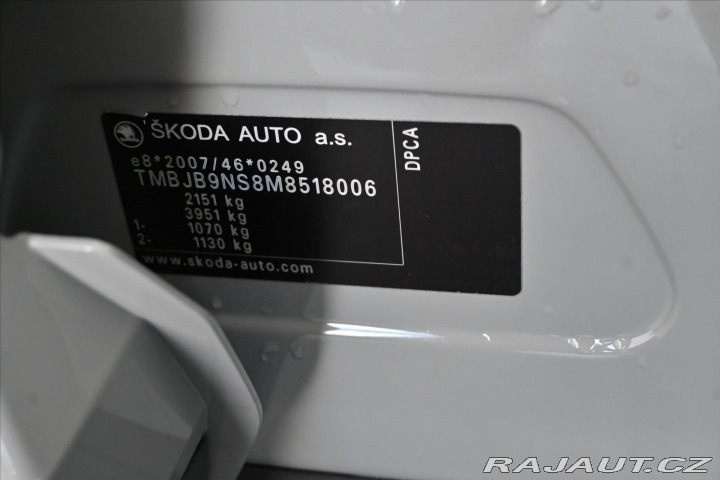 ŠKODA AUTO a.s.
e8*2007/46*0249
TMBJB9NS8M8518006
2151 kg
3951 kg
1- 1070 kg
2- 1130 kg
www.skoda-auto.com
DPCA
RAJAUT.CZ